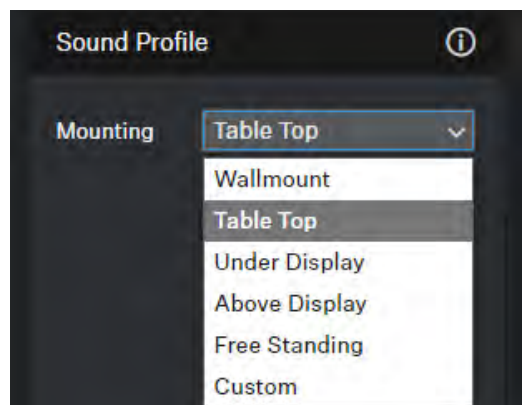 Sound Profile
Mounting Table Top
Wallmount
Table Top
Under Display
Above Display
Free Standing
Custom